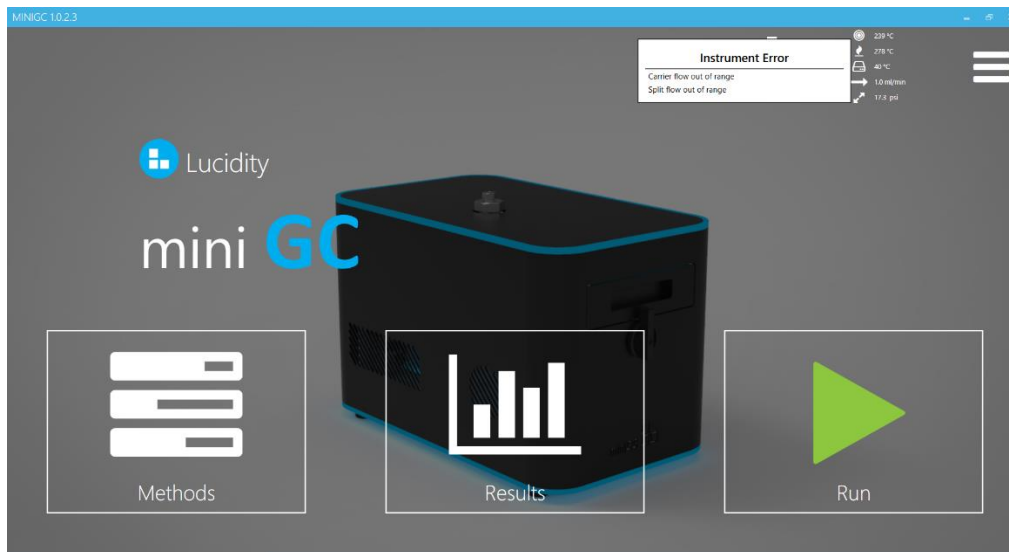 MINIGC 1.0.2.3
Instrument Error
Carrier flow out of range
Split flow out of range
239 °C
278 °C
40 °C
1.0 ml/min
17.3 psi
Lucidity
mini GC
Methods
Results
Run